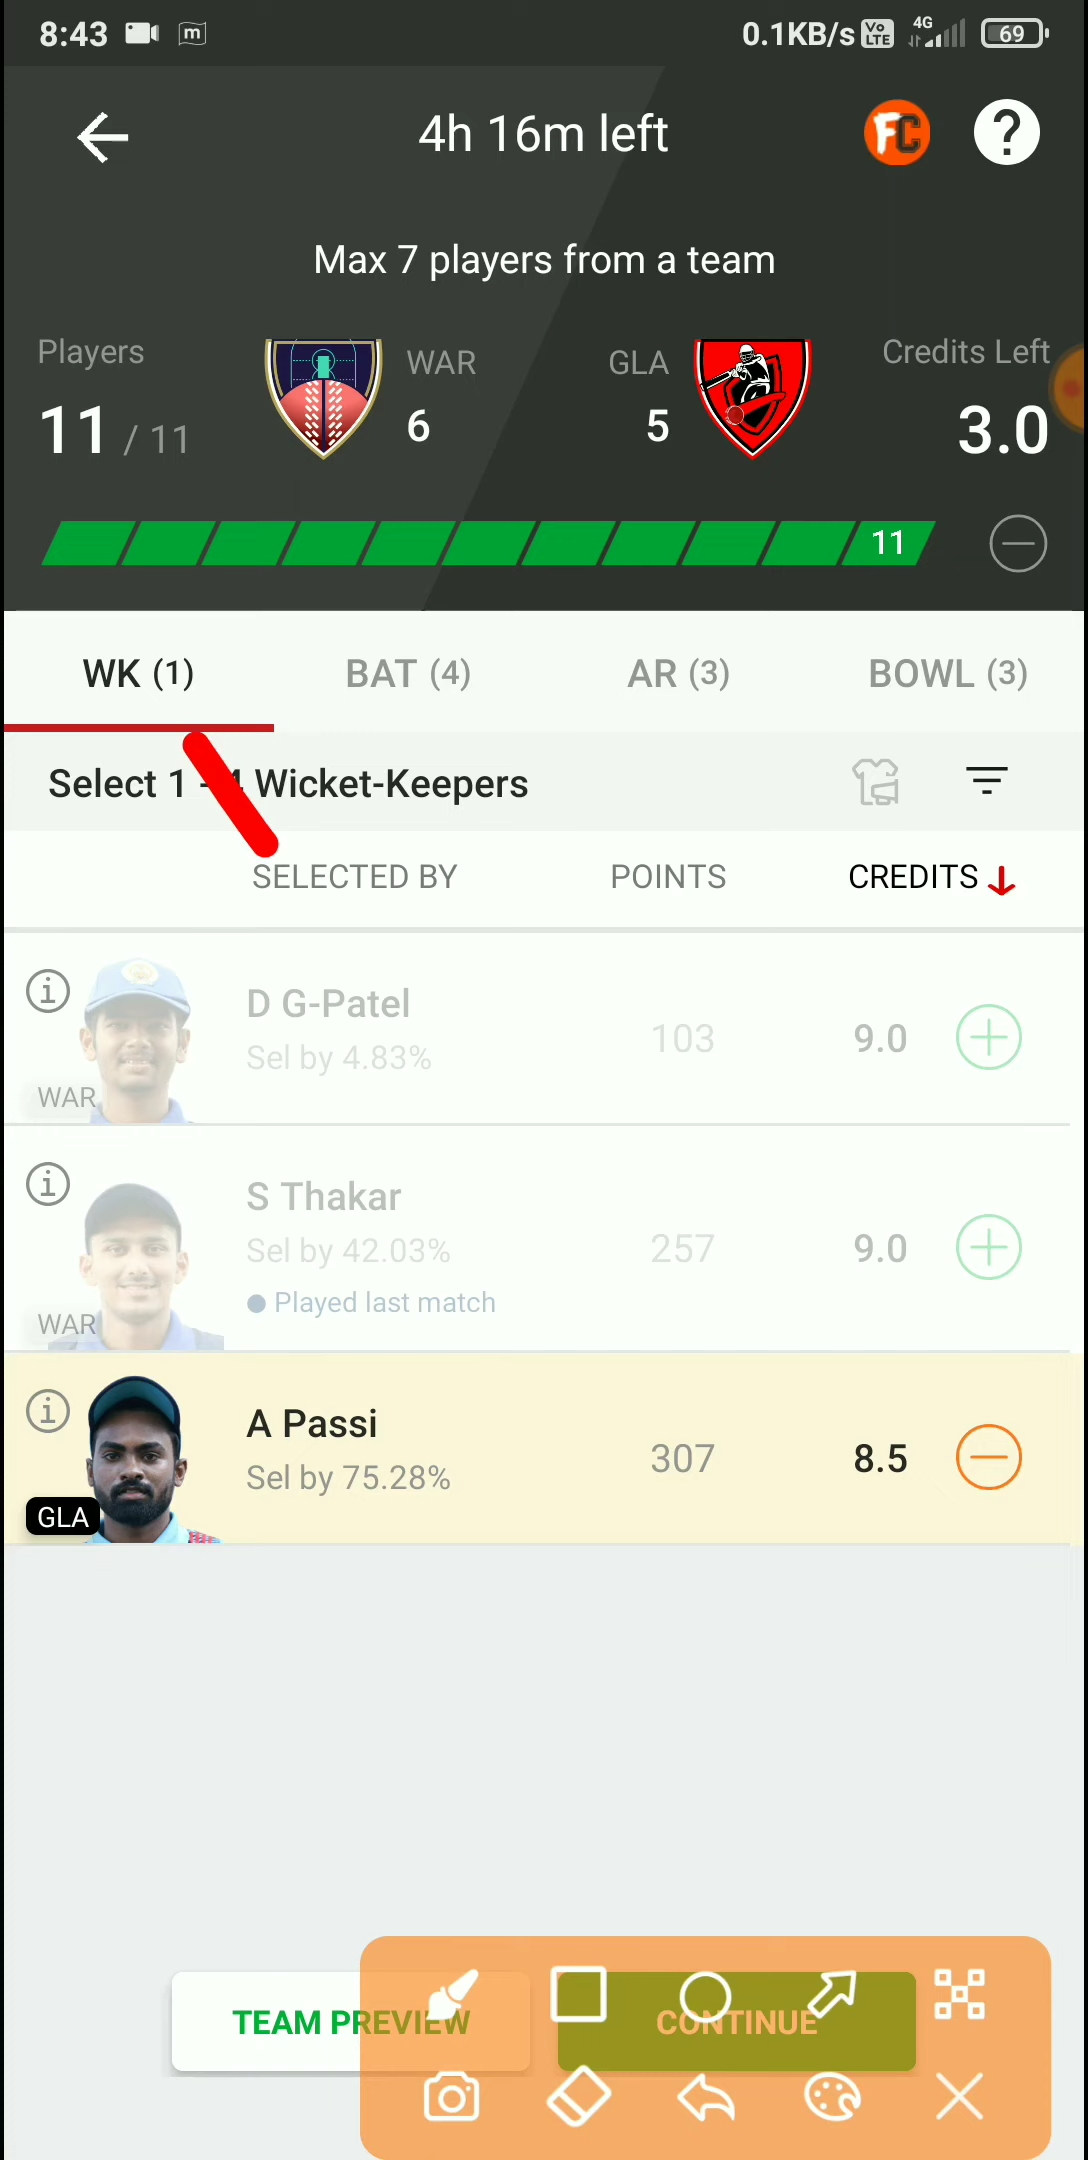 8:43 m 0.1KB/s Vo LTE 4G 69
4h 16m left FC ?
Max 7 players from a team
Players WAR GLA Credits Left
11 / 11 6 5 3.0
11
WK (1) BAT (4) AR (3) BOWL (3)
Select 1 - 4 Wicket-Keepers
SELECTED BY POINTS CREDITS
i D G-Patel
Sel by 4.83% 103 9.0
WAR
i S Thakar
Sel by 42.03% 257 9.0
Played last match
WAR
i A Passi
Sel by 75.28% 307 8.5
GLA
TEAM PREVIEW CONTINUE